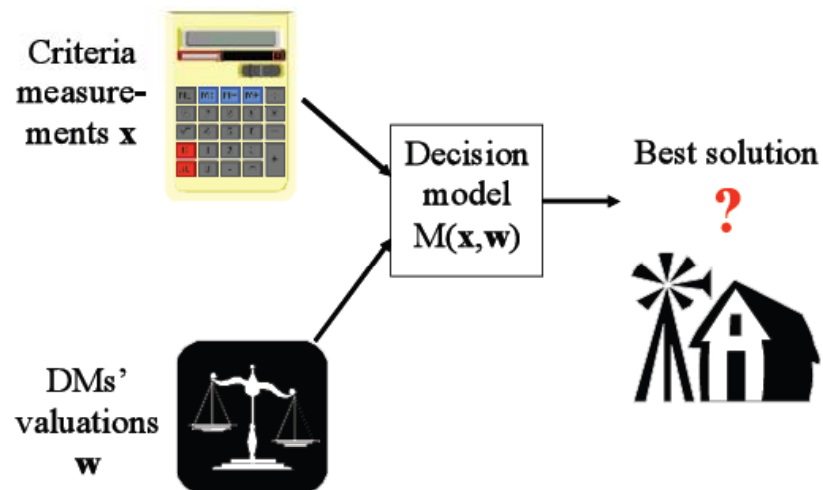 Criteria
measure-
ments x
M+
M−
M+
Decision
model
M(x,w)
Best solution
?
DMs'
valuations
w